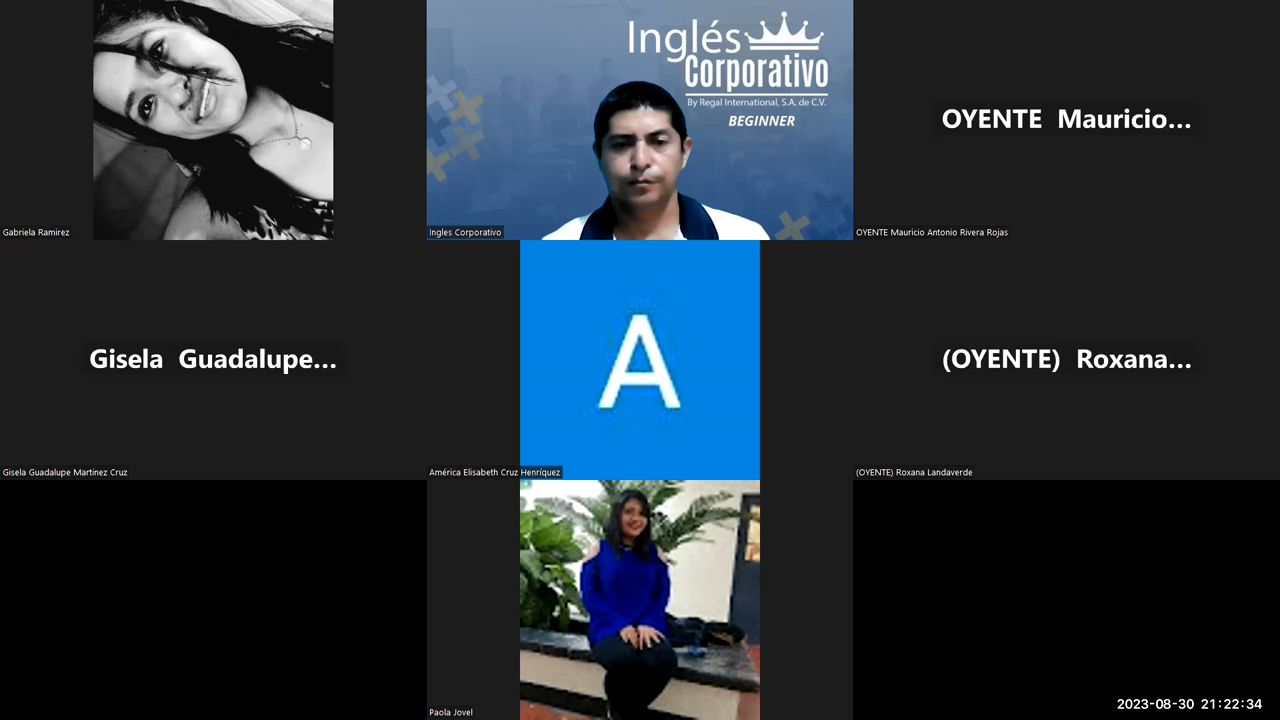 Inglés
Corporativo
By Regal International, S.A. de C.V.
BEGINNER
OYENTE Mauricio...
Gabriela Ramirez
Ingles Corporativo
OYENTE Mauricio Antonio Rivera Rojas
Gisela Guadalupe...
A
(OYENTE) Roxana...
Gisela Guadalupe Martinez Cruz
América Elisabeth Cruz Henríquez
(OYENTE) Roxana Landaverde
Paola Jovel
2023-08-30 21:22:34